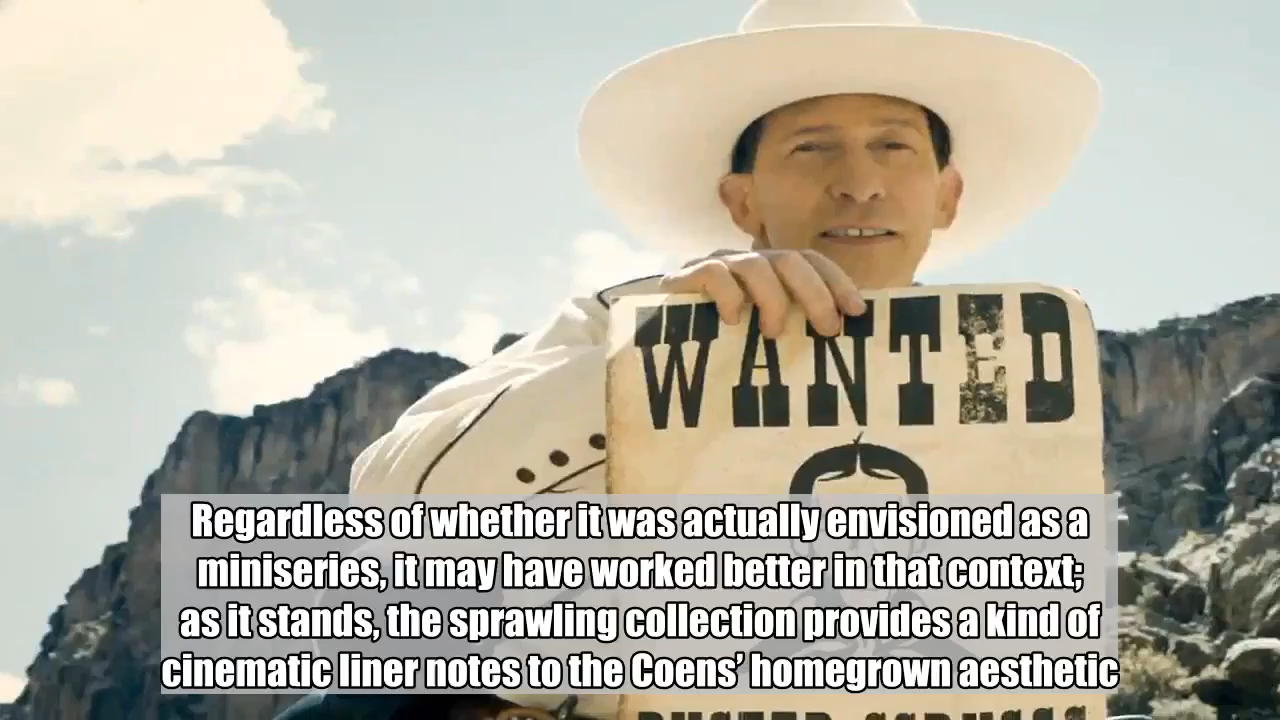 WANTED
Regardless of whether it was actually envisioned as a
miniseries, it may have worked better in that context;
as it stands, the sprawling collection provides a kind of
cinematic liner notes to the Coens’ homegrown aesthetic